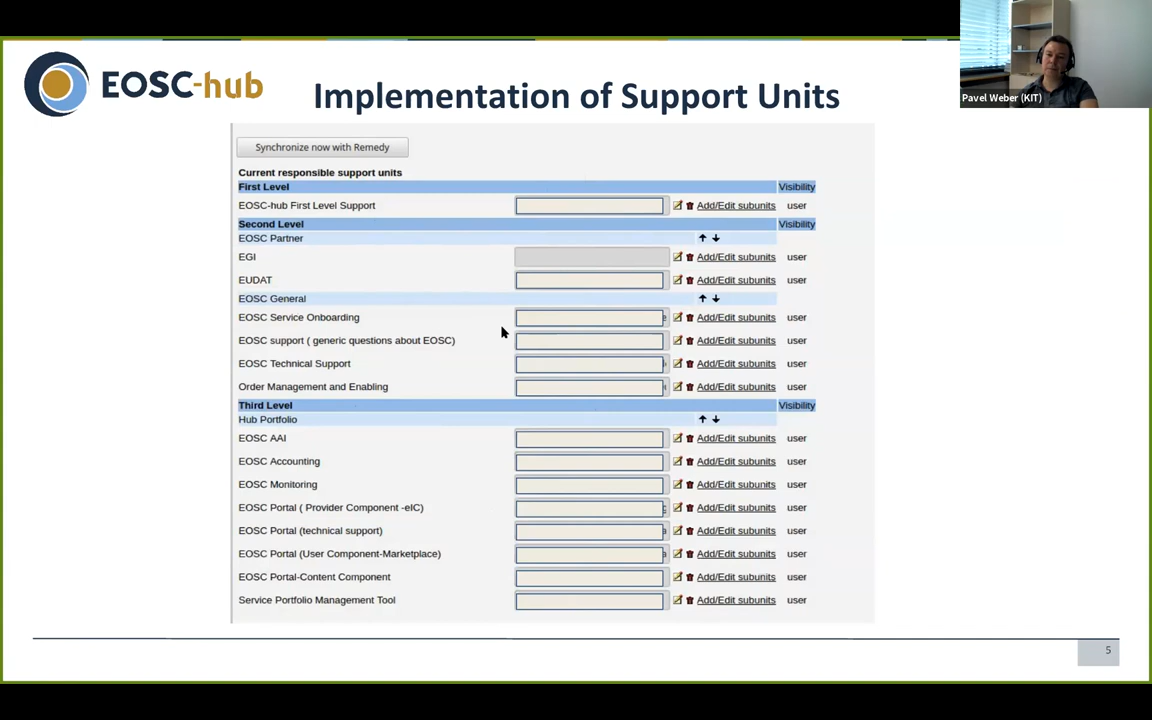 EOSC-hub
Implementation of Support Units
Pavel Weber (KIT)
Synchronize now with Remedy
Current responsible support units
First Level Visibility
EOSC-hub First Level Support Add/Edit subunits user
Second Level Visibility
EOSC Partner
EGI Add/Edit subunits user
EUDAT Add/Edit subunits user
EOSC General
EOSC Service Onboarding Add/Edit subunits user
EOSC support ( generic questions about EOSC) Add/Edit subunits user
EOSC Technical Support Add/Edit subunits user
Order Management and Enabling Add/Edit subunits user
Third Level Visibility
Hub Portfolio
EOSC AAI Add/Edit subunits user
EOSC Accounting Add/Edit subunits user
EOSC Monitoring Add/Edit subunits user
EOSC Portal ( Provider Component -eIC) Add/Edit subunits user
EOSC Portal (technical support) Add/Edit subunits user
EOSC Portal (User Component-Marketplace) Add/Edit subunits user
EOSC Portal-Content Component Add/Edit subunits user
Service Portfolio Management Tool Add/Edit subunits user
5